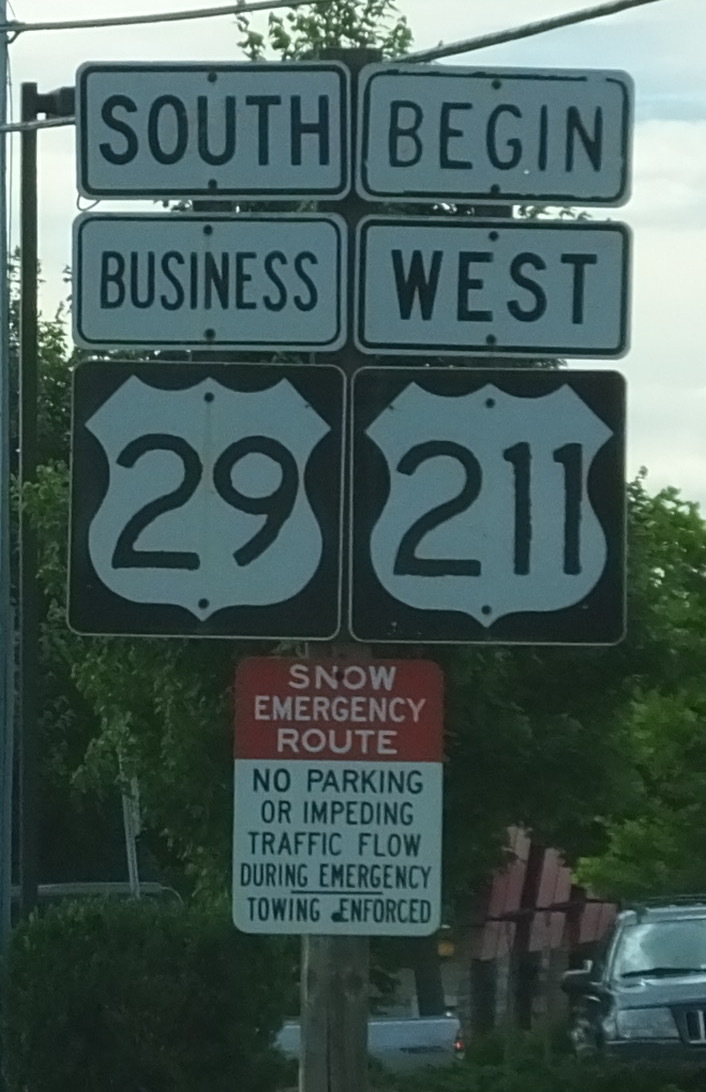 SOUTH
BUSINESS
29
BEGIN
WEST
211
SNOW
EMERGENCY
ROUTE
NO PARKING
OR IMPEDING
TRAFFIC FLOW
DURING EMERGENCY
TOWING ENFORCED